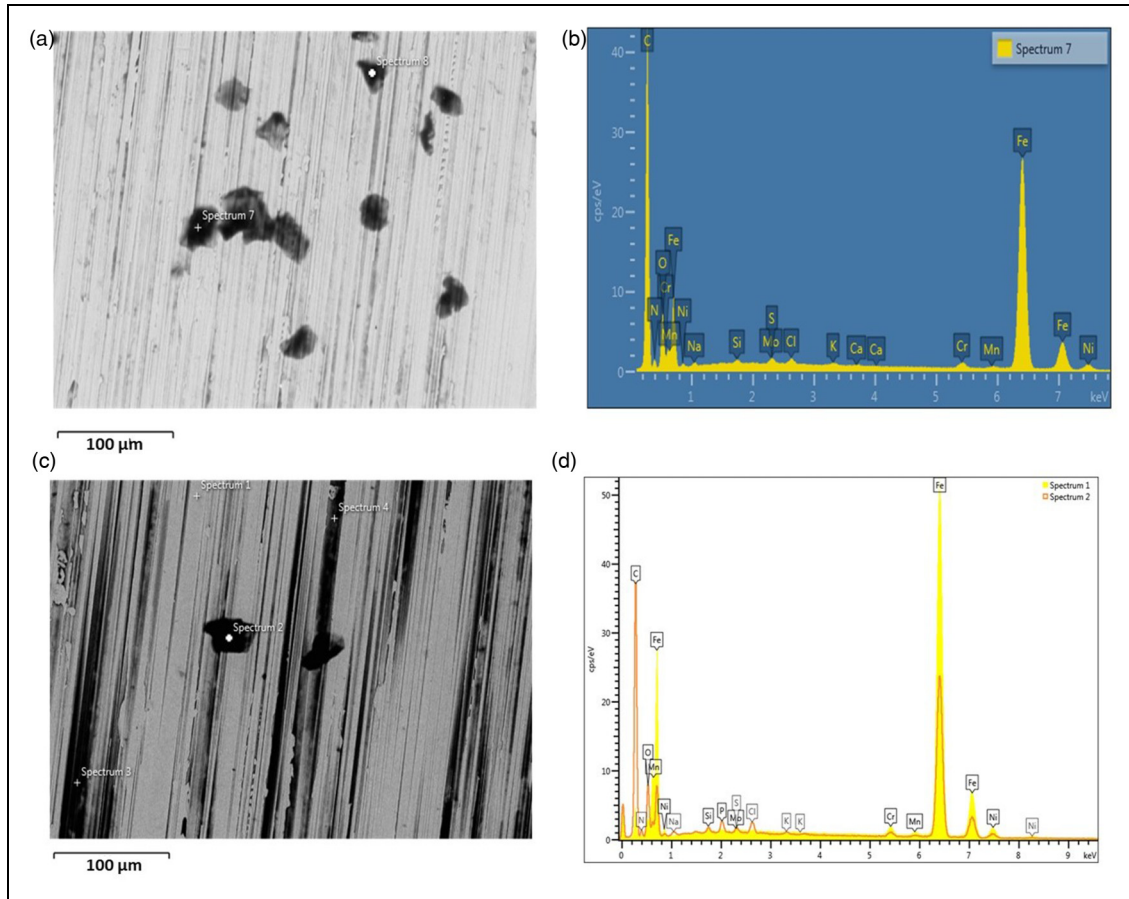 (a)
Spectrum 8
Spectrum 7
100 µm
(b)
Spectrum 7
cps/eV
40
30
20
10
0
C
N
O
Cr
Mn
Fe
Ni
Na
Si
S
Mo
Cl
K
Ca
Ca
Cr
Mn
Fe
Fe
Ni
1
2
3
4
5
6
7
keV
(c)
Spectrum 1
Spectrum 4
Spectrum 2
Spectrum 3
100 µm
(d)
Spectrum 1
Spectrum 2
cps/eV
50
40
30
20
10
0
C
N
O
Mn
Fe
Ni
Na
Si
P
S
Mo
Cl
K
K
Cr
Mn
Fe
Fe
Ni
Ni
0
1
2
3
4
5
6
7
8
9
keV